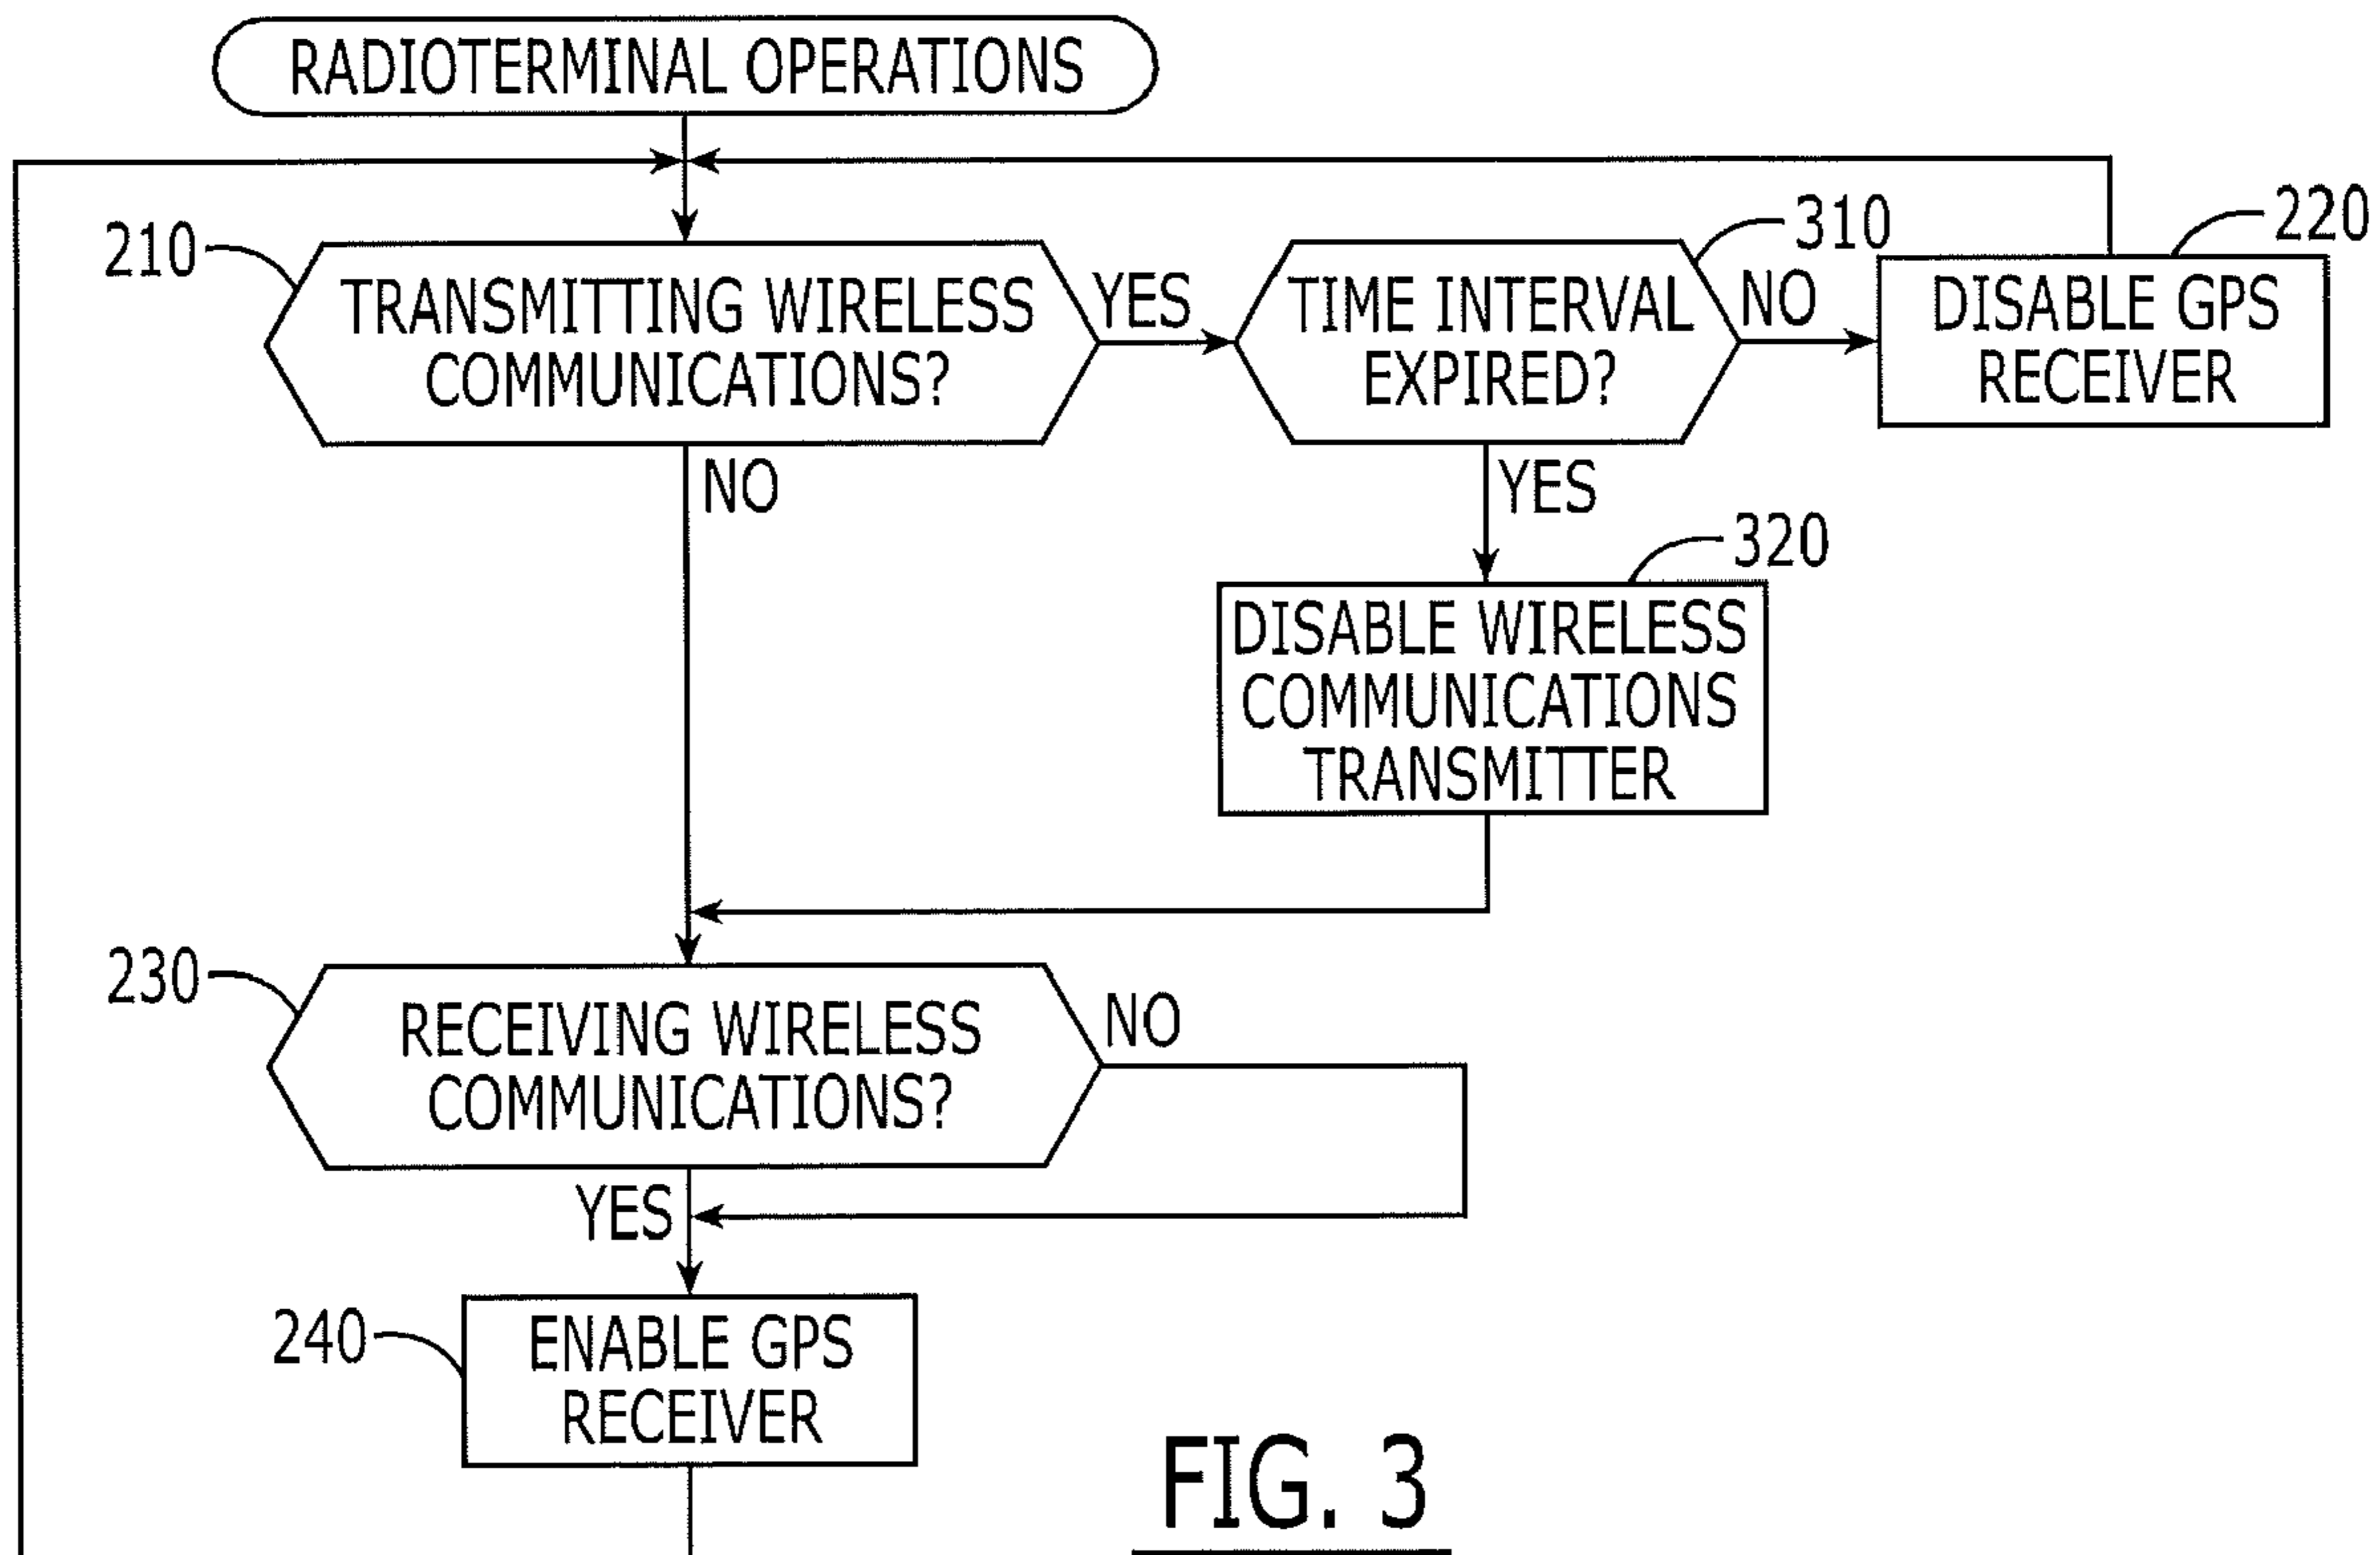 RADIOTERMINAL OPERATIONS
210
TRANSMITTING WIRELESS
COMMUNICATIONS?
YES
NO
310
TIME INTERVAL
EXPIRED?
NO
YES
220
DISABLE GPS
RECEIVER
320
DISABLE WIRELESS
COMMUNICATIONS
TRANSMITTER
230
RECEIVING WIRELESS
COMMUNICATIONS?
NO
YES
240
ENABLE GPS
RECEIVER
FIG. 3